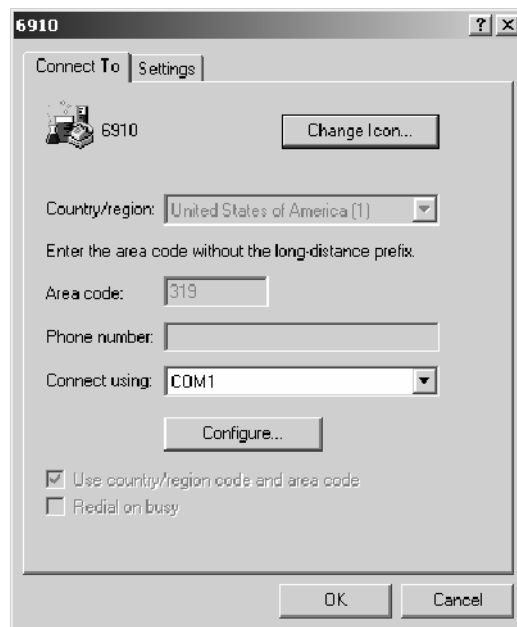 6910
Connect To Settings
6910 Change Icon...
Country/region: United States of America (1)
Enter the area code without the long-distance prefix.
Area code: 319
Phone number:
Connect using: COM1
Configure...
Use country/region code and area code
Redial on busy
OK Cancel